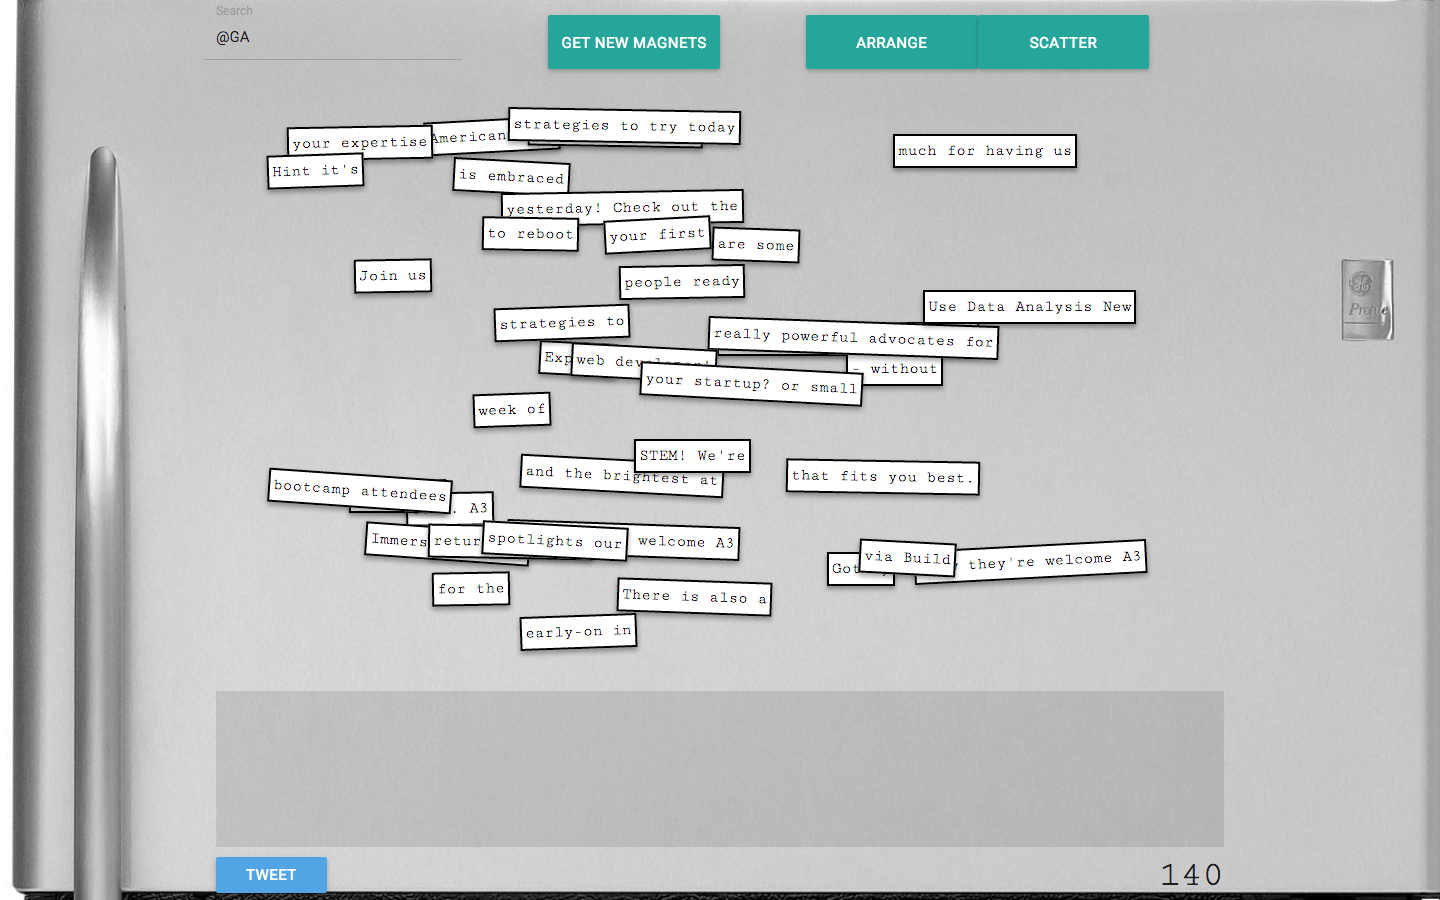 Search
@GA
GET NEW MAGNETS
ARRANGE
SCATTER
strategies to try today
American
your expertise
much for having us
Hint it's
is embraced
yesterday! Check out the
to reboot
your first
are some
Join us
people ready
Use Data Analysis New
strategies to
really powerful advocates for
Exp
web
- without
your startup? or small
week of
STEM! We're
and the brightest at
that fits you best.
bootcamp attendees
. A3
Immers
retur
spotlights our
welcome A3
via Build
they're welcome A3
Got
for the
There is also a
early-on in
TWEET
140
Profile